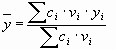 y̅ = ∑cᵢ · vᵢ · yᵢ / ∑cᵢ · vᵢ